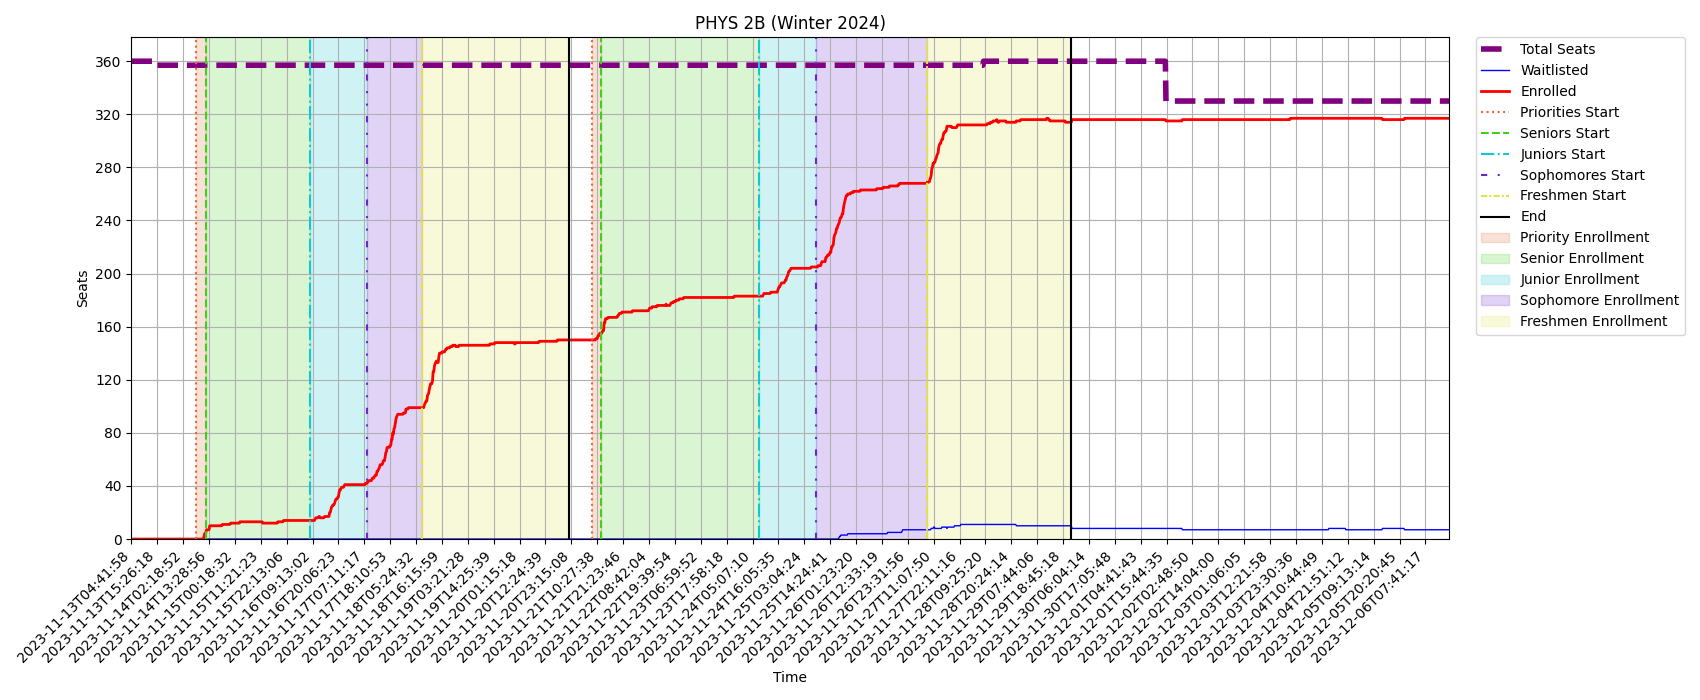 PHYS 2B (Winter 2024)
Seats
360
320
280
240
200
160
120
80
40
0
2023-11-13T04:41:58
2023-11-13T15:26:18
2023-11-14T02:18:52
2023-11-14T13:28:56
2023-11-15T00:18:32
2023-11-15T11:21:23
2023-11-15T22:13:06
2023-11-16T09:13:02
2023-11-16T20:06:23
2023-11-17T07:11:17
2023-11-17T18:10:53
2023-11-18T05:24:32
2023-11-18T16:15:59
2023-11-19T03:21:28
2023-11-19T14:25:39
2023-11-20T01:15:18
2023-11-20T12:24:39
2023-11-20T23:15:08
2023-11-21T10:27:38
2023-11-21T21:23:46
2023-11-22T08:42:04
2023-11-22T19:39:54
2023-11-23T06:59:52
2023-11-23T17:58:18
2023-11-24T05:07:10
2023-11-24T16:05:35
2023-11-25T03:04:24
2023-11-25T14:24:41
2023-11-26T01:23:20
2023-11-26T12:33:19
2023-11-26T23:31:56
2023-11-27T11:07:50
2023-11-27T22:11:16
2023-11-28T09:25:20
2023-11-28T20:24:14
2023-11-29T07:44:06
2023-11-29T18:45:18
2023-11-30T06:04:14
2023-11-30T17:05:48
2023-12-01T04:41:43
2023-12-01T15:44:35
2023-12-02T02:48:50
2023-12-02T14:04:00
2023-12-03T01:06:05
2023-12-03T12:21:58
2023-12-03T23:30:36
2023-12-04T10:44:49
2023-12-04T21:51:12
2023-12-05T09:13:14
2023-12-05T20:20:45
2023-12-06T07:41:17
Time
Total Seats
Waitlisted
Enrolled
Priorities Start
Seniors Start
Juniors Start
Sophomores Start
Freshmen Start
End
Priority Enrollment
Senior Enrollment
Junior Enrollment
Sophomore Enrollment
Freshmen Enrollment